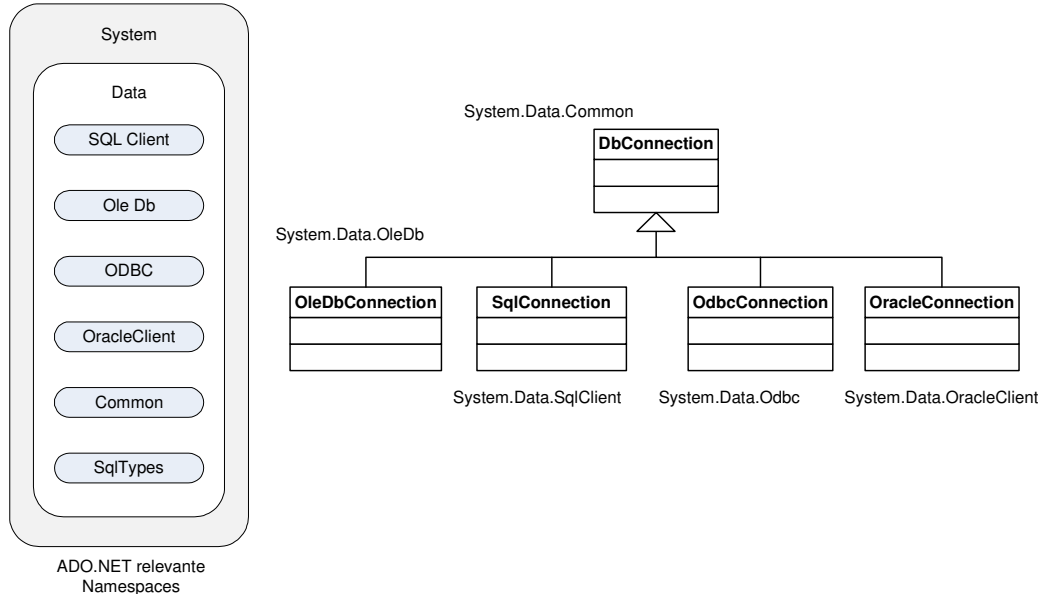 System
Data
SQL Client
Ole Db
ODBC
OracleClient
Common
SqlTypes
ADO.NET relevante
Namespaces
System.Data.Common
DbConnection
System.Data.OleDb
OleDbConnection
SqlConnection
OdbcConnection
OracleConnection
System.Data.SqlClient
System.Data.Odbc
System.Data.OracleClient